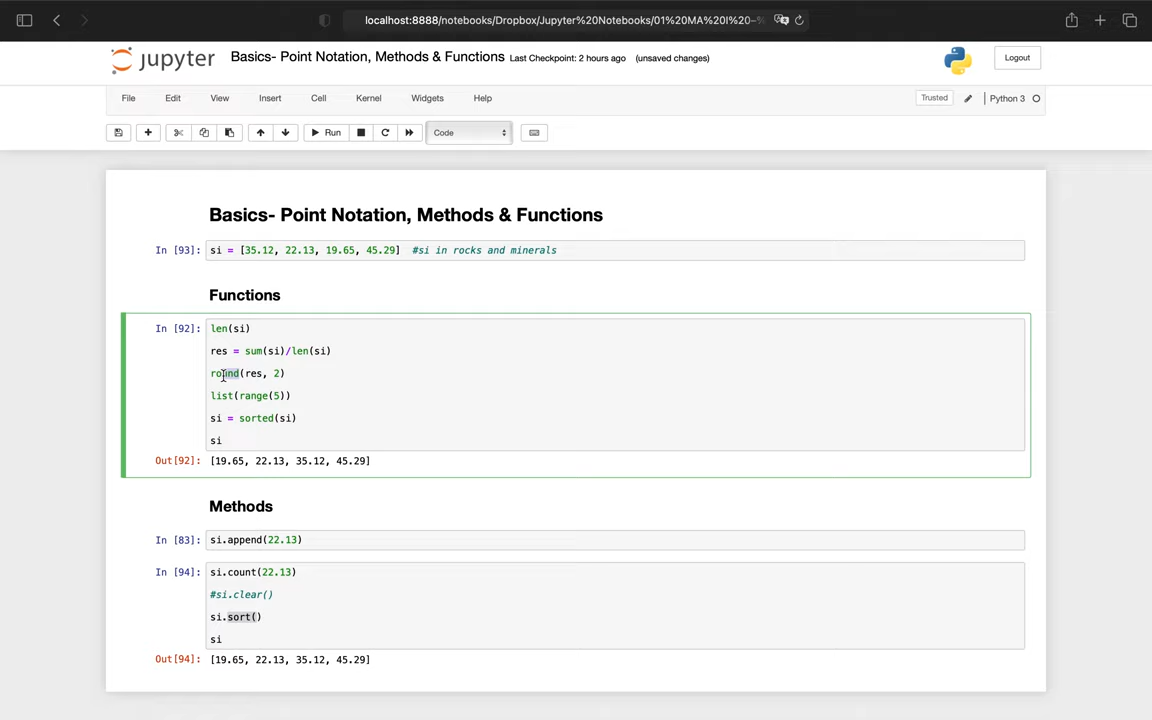 localhost:8888/notebooks/Dropbox/Jupyter%20Notebooks/01%20MA%20I%20-%
jupyter Basics- Point Notation, Methods & Functions Last Checkpoint: 2 hours ago (unsaved changes) Logout
File Edit View Insert Cell Kernel Widgets Help Trusted Python 3
Run Code
Basics- Point Notation, Methods & Functions
In [93]: si = [35.12, 22.13, 19.65, 45.29] #si in rocks and minerals
Functions
In [92]: len(si)
res = sum(si)/len(si)
round(res, 2)
list(range(5))
si = sorted(si)
si
Out[92]: [19.65, 22.13, 35.12, 45.29]
Methods
In [83]: si.append(22.13)
In [94]: si.count(22.13)
#si.clear()
si.sort()
si
Out[94]: [19.65, 22.13, 35.12, 45.29]